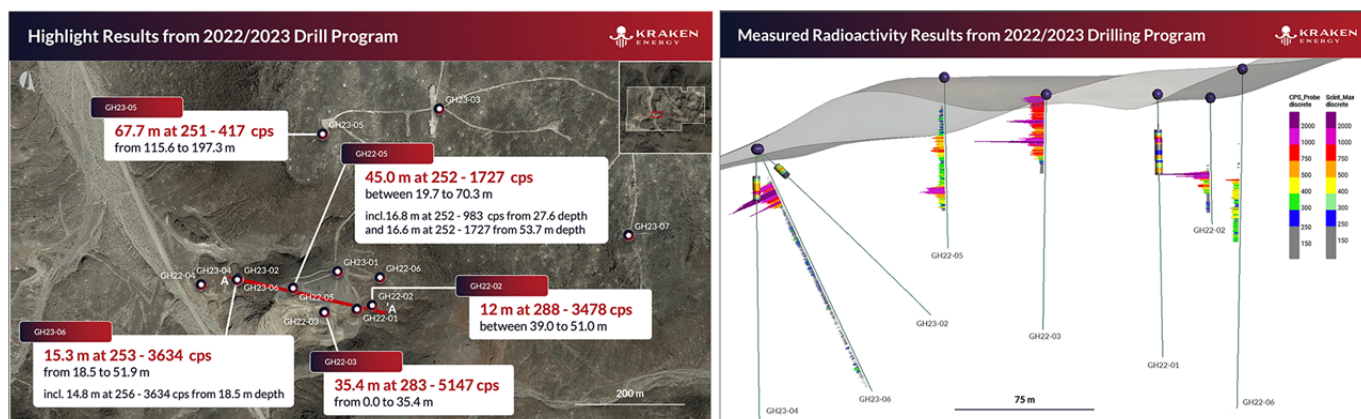 Highlight Results from 2022/2023 Drill Program
KRAKEN
ENERGY
GH23-05
67.7 m at 251 - 417 cps
from 115.6 to 197.3 m
GH23-05
GH23-03
GH22-05
45.0 m at 252 - 1727 cps
between 19.7 to 70.3 m
incl.16.8 m at 252 - 983 cps from 27.6 depth
and 16.6 m at 252 - 1727 from 53.7 m depth
GH23-07
GH22-04
GH23-04
A
GH23-02
GH23-06
GH22-05
GH23-01
GH22-06
GH22-02
'A
GH22-01
GH22-03
GH22-02
12 m at 288 - 3478 cps
between 39.0 to 51.0 m
GH23-06
15.3 m at 253 - 3634 cps
from 18.5 to 51.9 m
incl. 14.8 m at 256 - 3634 cps from 18.5 m depth
GH22-03
35.4 m at 283 - 5147 cps
from 0.0 to 35.4 m
200 m
Measured Radioactivity Results from 2022/2023 Drilling Program
KRAKEN
ENERGY
CPS_Probe
discrete
2000
1000
750
500
400
300
250
150
Scint_Max
discrete
2000
1000
750
500
400
300
250
150
GH22-05
GH22-02
GH23-02
GH22-03
GH22-01
GH23-04
GH23-06
GH22-06
75 m